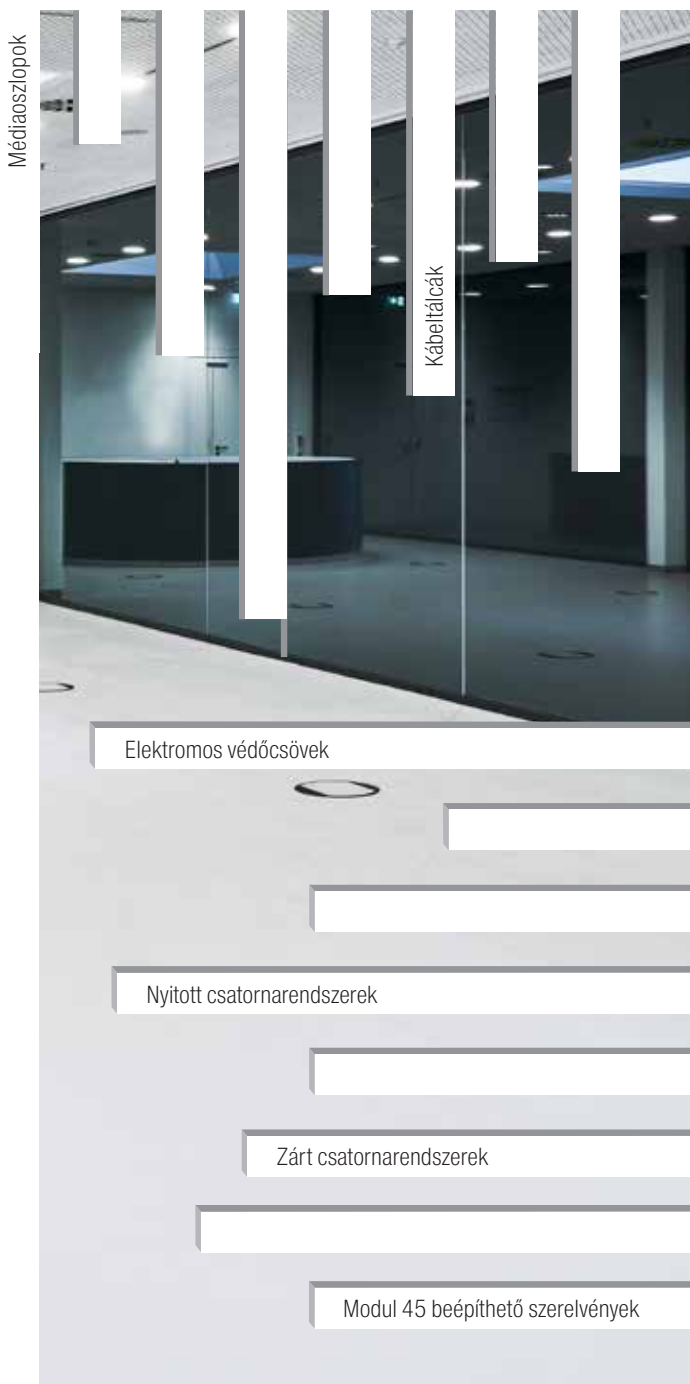 Médiaoszlopok
Kábeltálcák
Elektromos védőcsövek
Nyitott csatornarendszerek
Zárt csatornarendszerek
Modul 45 beépíthető szerelvények